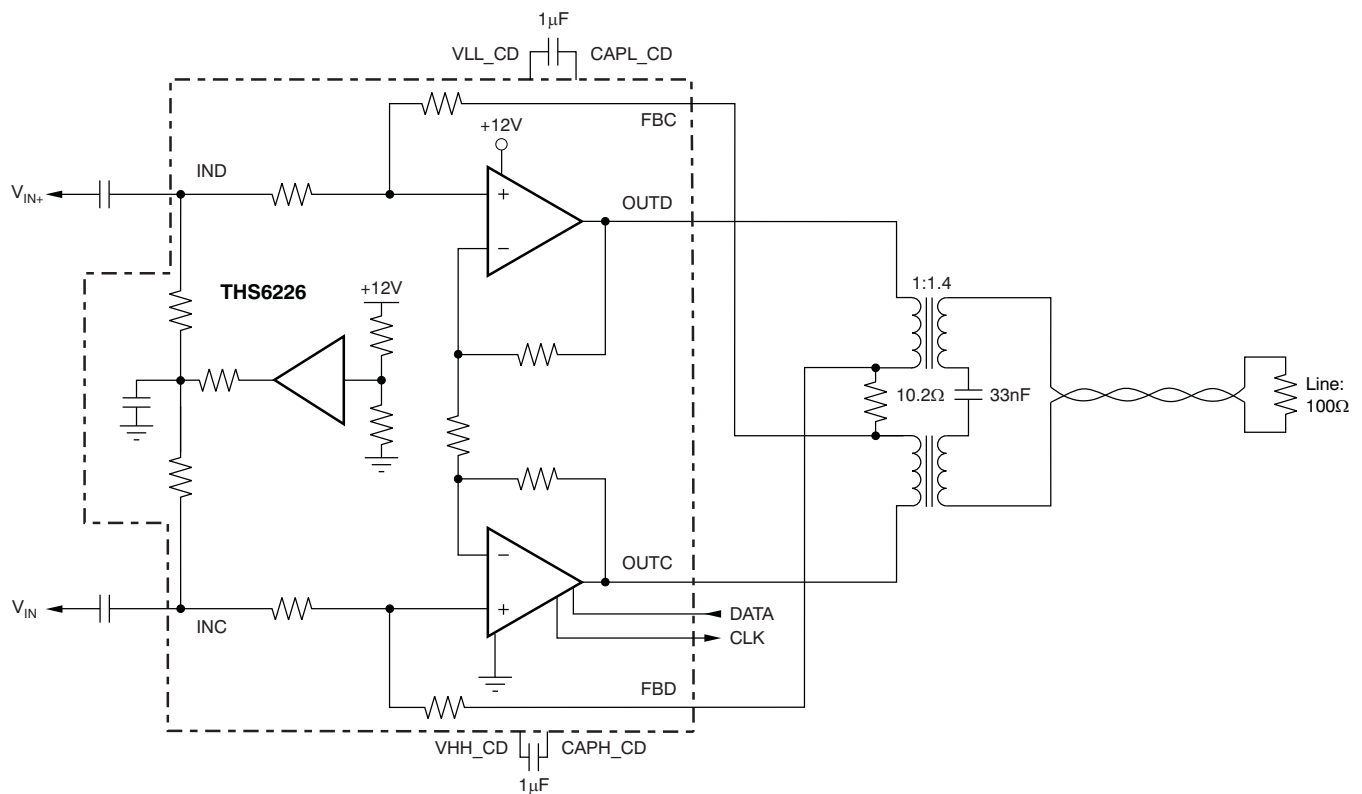 1μF
VLL_CD
CAPL_CD
FBC
+12V
IND
V_IN+
OUTD
THS6226
+12V
1:1.4
10.2Ω
33nF
Line:
100Ω
OUTC
V_IN
INC
DATA
CLK
FBD
VHH_CD
CAPH_CD
1μF
+
−
−
+